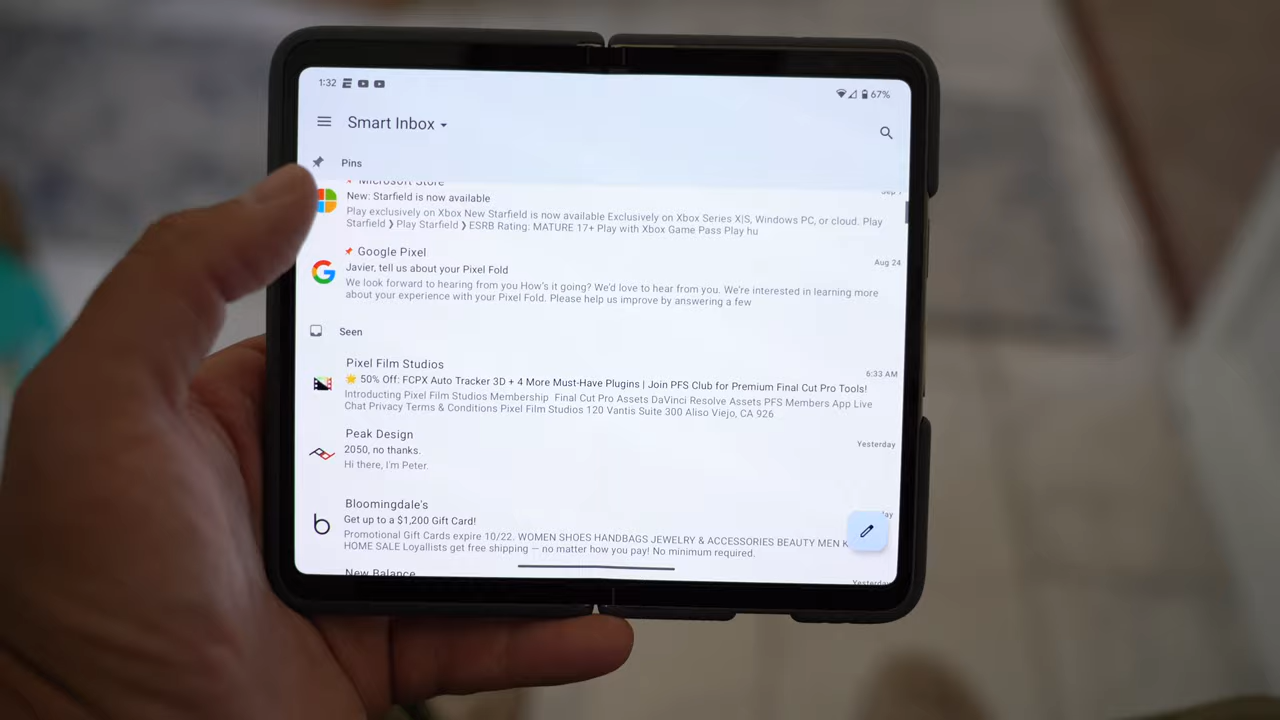 1:32
67%
Smart Inbox
Pins
Microsoft Store
Sep 1
New: Starfield is now available
Play exclusively on Xbox New Starfield is now available Exclusively on Xbox Series X|S, Windows PC, or cloud. Play
Starfield ❯ Play Starfield ❯ ESRB Rating: MATURE 17+ Play with Xbox Game Pass Play hu
Google Pixel
Aug 24
Javier, tell us about your Pixel Fold
We look forward to hearing from you How's it going? We'd love to hear from you. We're interested in learning more
about your experience with your Pixel Fold. Please help us improve by answering a few
Seen
Pixel Film Studios
6:33 AM
🌟 50% Off: FCPX Auto Tracker 3D + 4 More Must-Have Plugins | Join PFS Club for Premium Final Cut Pro Tools!
Introducing Pixel Film Studios Membership Final Cut Pro Assets DaVinci Resolve Assets PFS Members App Live
Chat Privacy Terms & Conditions Pixel Film Studios 120 Vantis Suite 300 Aliso Viejo, CA 926
Peak Design
Yesterday
2050, no thanks.
Hi there, I'm Peter.
Bloomingdale's
Get up to a $1,200 Gift Card!
Promotional Gift Cards expire 10/22. WOMEN SHOES HANDBAGS JEWELRY & ACCESSORIES BEAUTY MEN K
HOME SALE Loyallists get free shipping — no matter how you pay! No minimum required.
New Balance
Yesterday